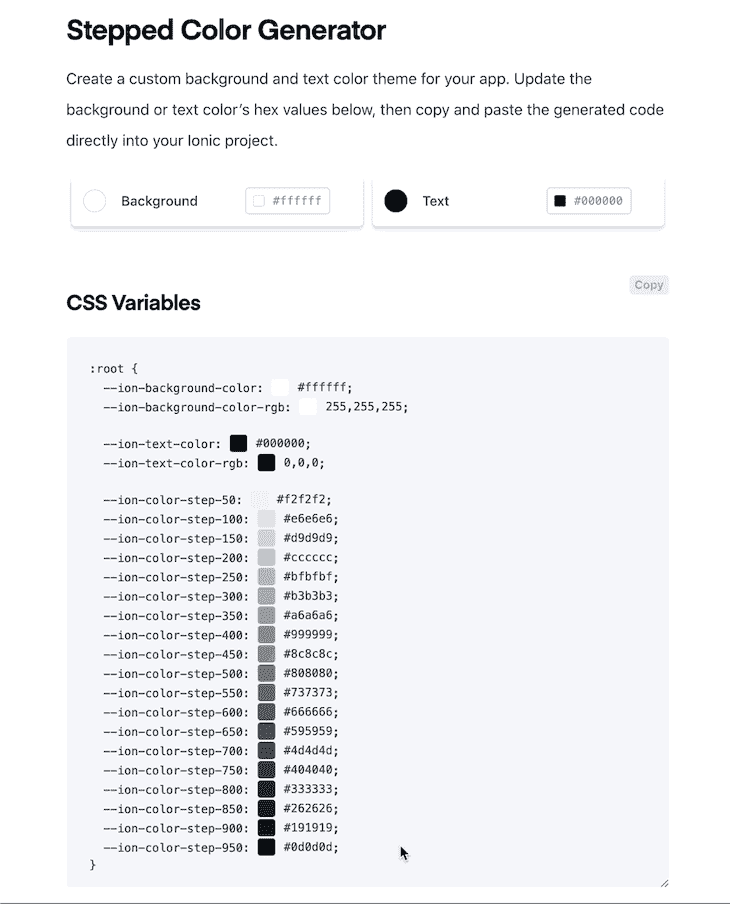 Stepped Color Generator
Create a custom background and text color theme for your app. Update the
background or text color’s hex values below, then copy and paste the generated code
directly into your Ionic project.
Background #ffffff Text #000000
Copy
CSS Variables
:root {
--ion-background-color: #ffffff;
--ion-background-color-rgb: 255,255,255;
--ion-text-color: #000000;
--ion-text-color-rgb: 0,0,0;
--ion-color-step-50: #f2f2f2;
--ion-color-step-100: #e6e6e6;
--ion-color-step-150: #d9d9d9;
--ion-color-step-200: #cccccc;
--ion-color-step-250: #bfbfbf;
--ion-color-step-300: #b3b3b3;
--ion-color-step-350: #a6a6a6;
--ion-color-step-400: #999999;
--ion-color-step-450: #8c8c8c;
--ion-color-step-500: #808080;
--ion-color-step-550: #737373;
--ion-color-step-600: #666666;
--ion-color-step-650: #595959;
--ion-color-step-700: #4d4d4d;
--ion-color-step-750: #404040;
--ion-color-step-800: #333333;
--ion-color-step-850: #262626;
--ion-color-step-900: #191919;
--ion-color-step-950: #0d0d0d;
}